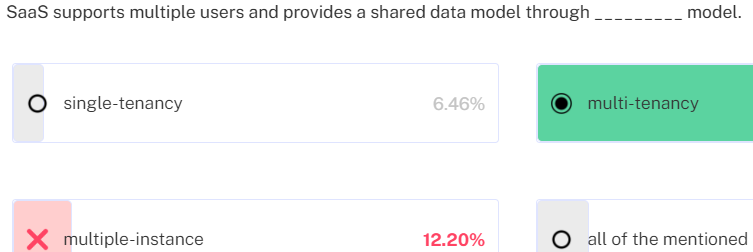 SaaS supports multiple users and provides a shared data model through _________ model.
single-tenancy 6.46% multi-tenancy
multiple-instance 12.20% all of the mentioned